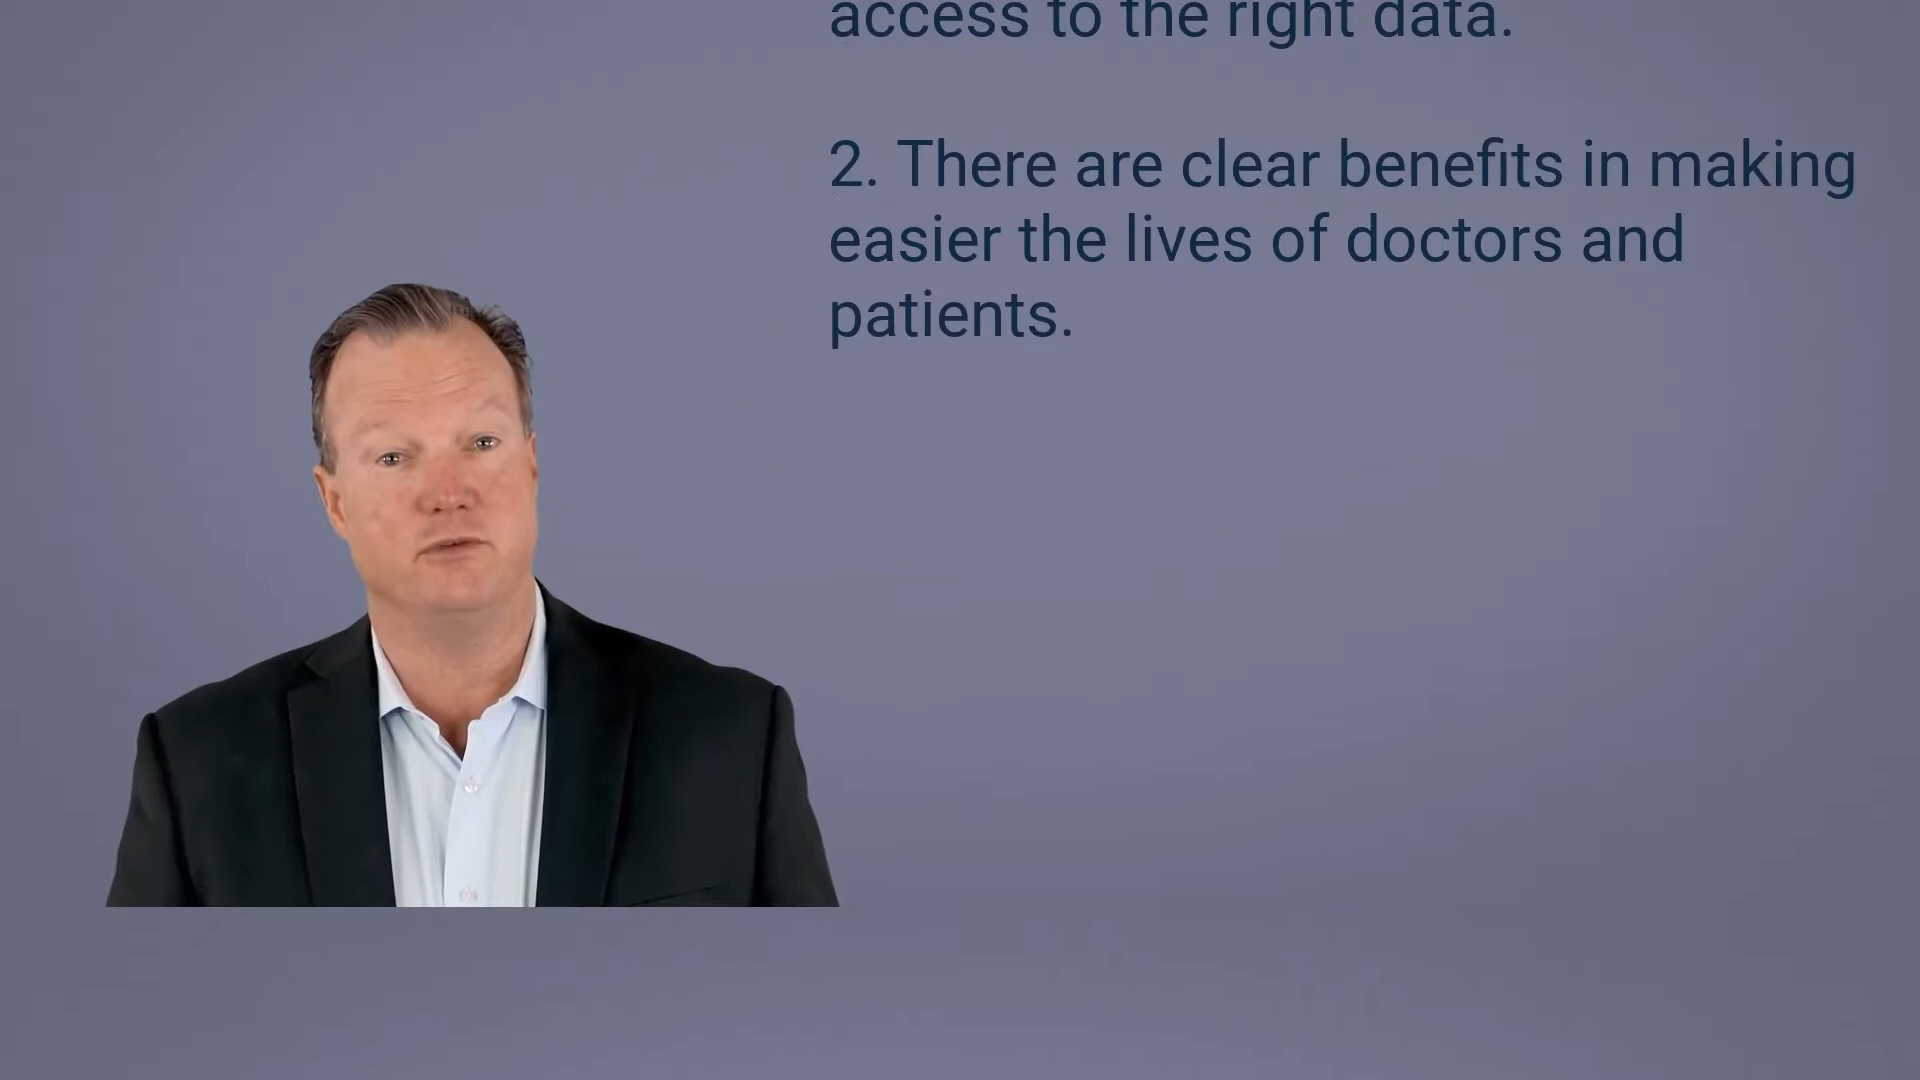 access to the right data.
2. There are clear benefits in making
easier the lives of doctors and
patients.